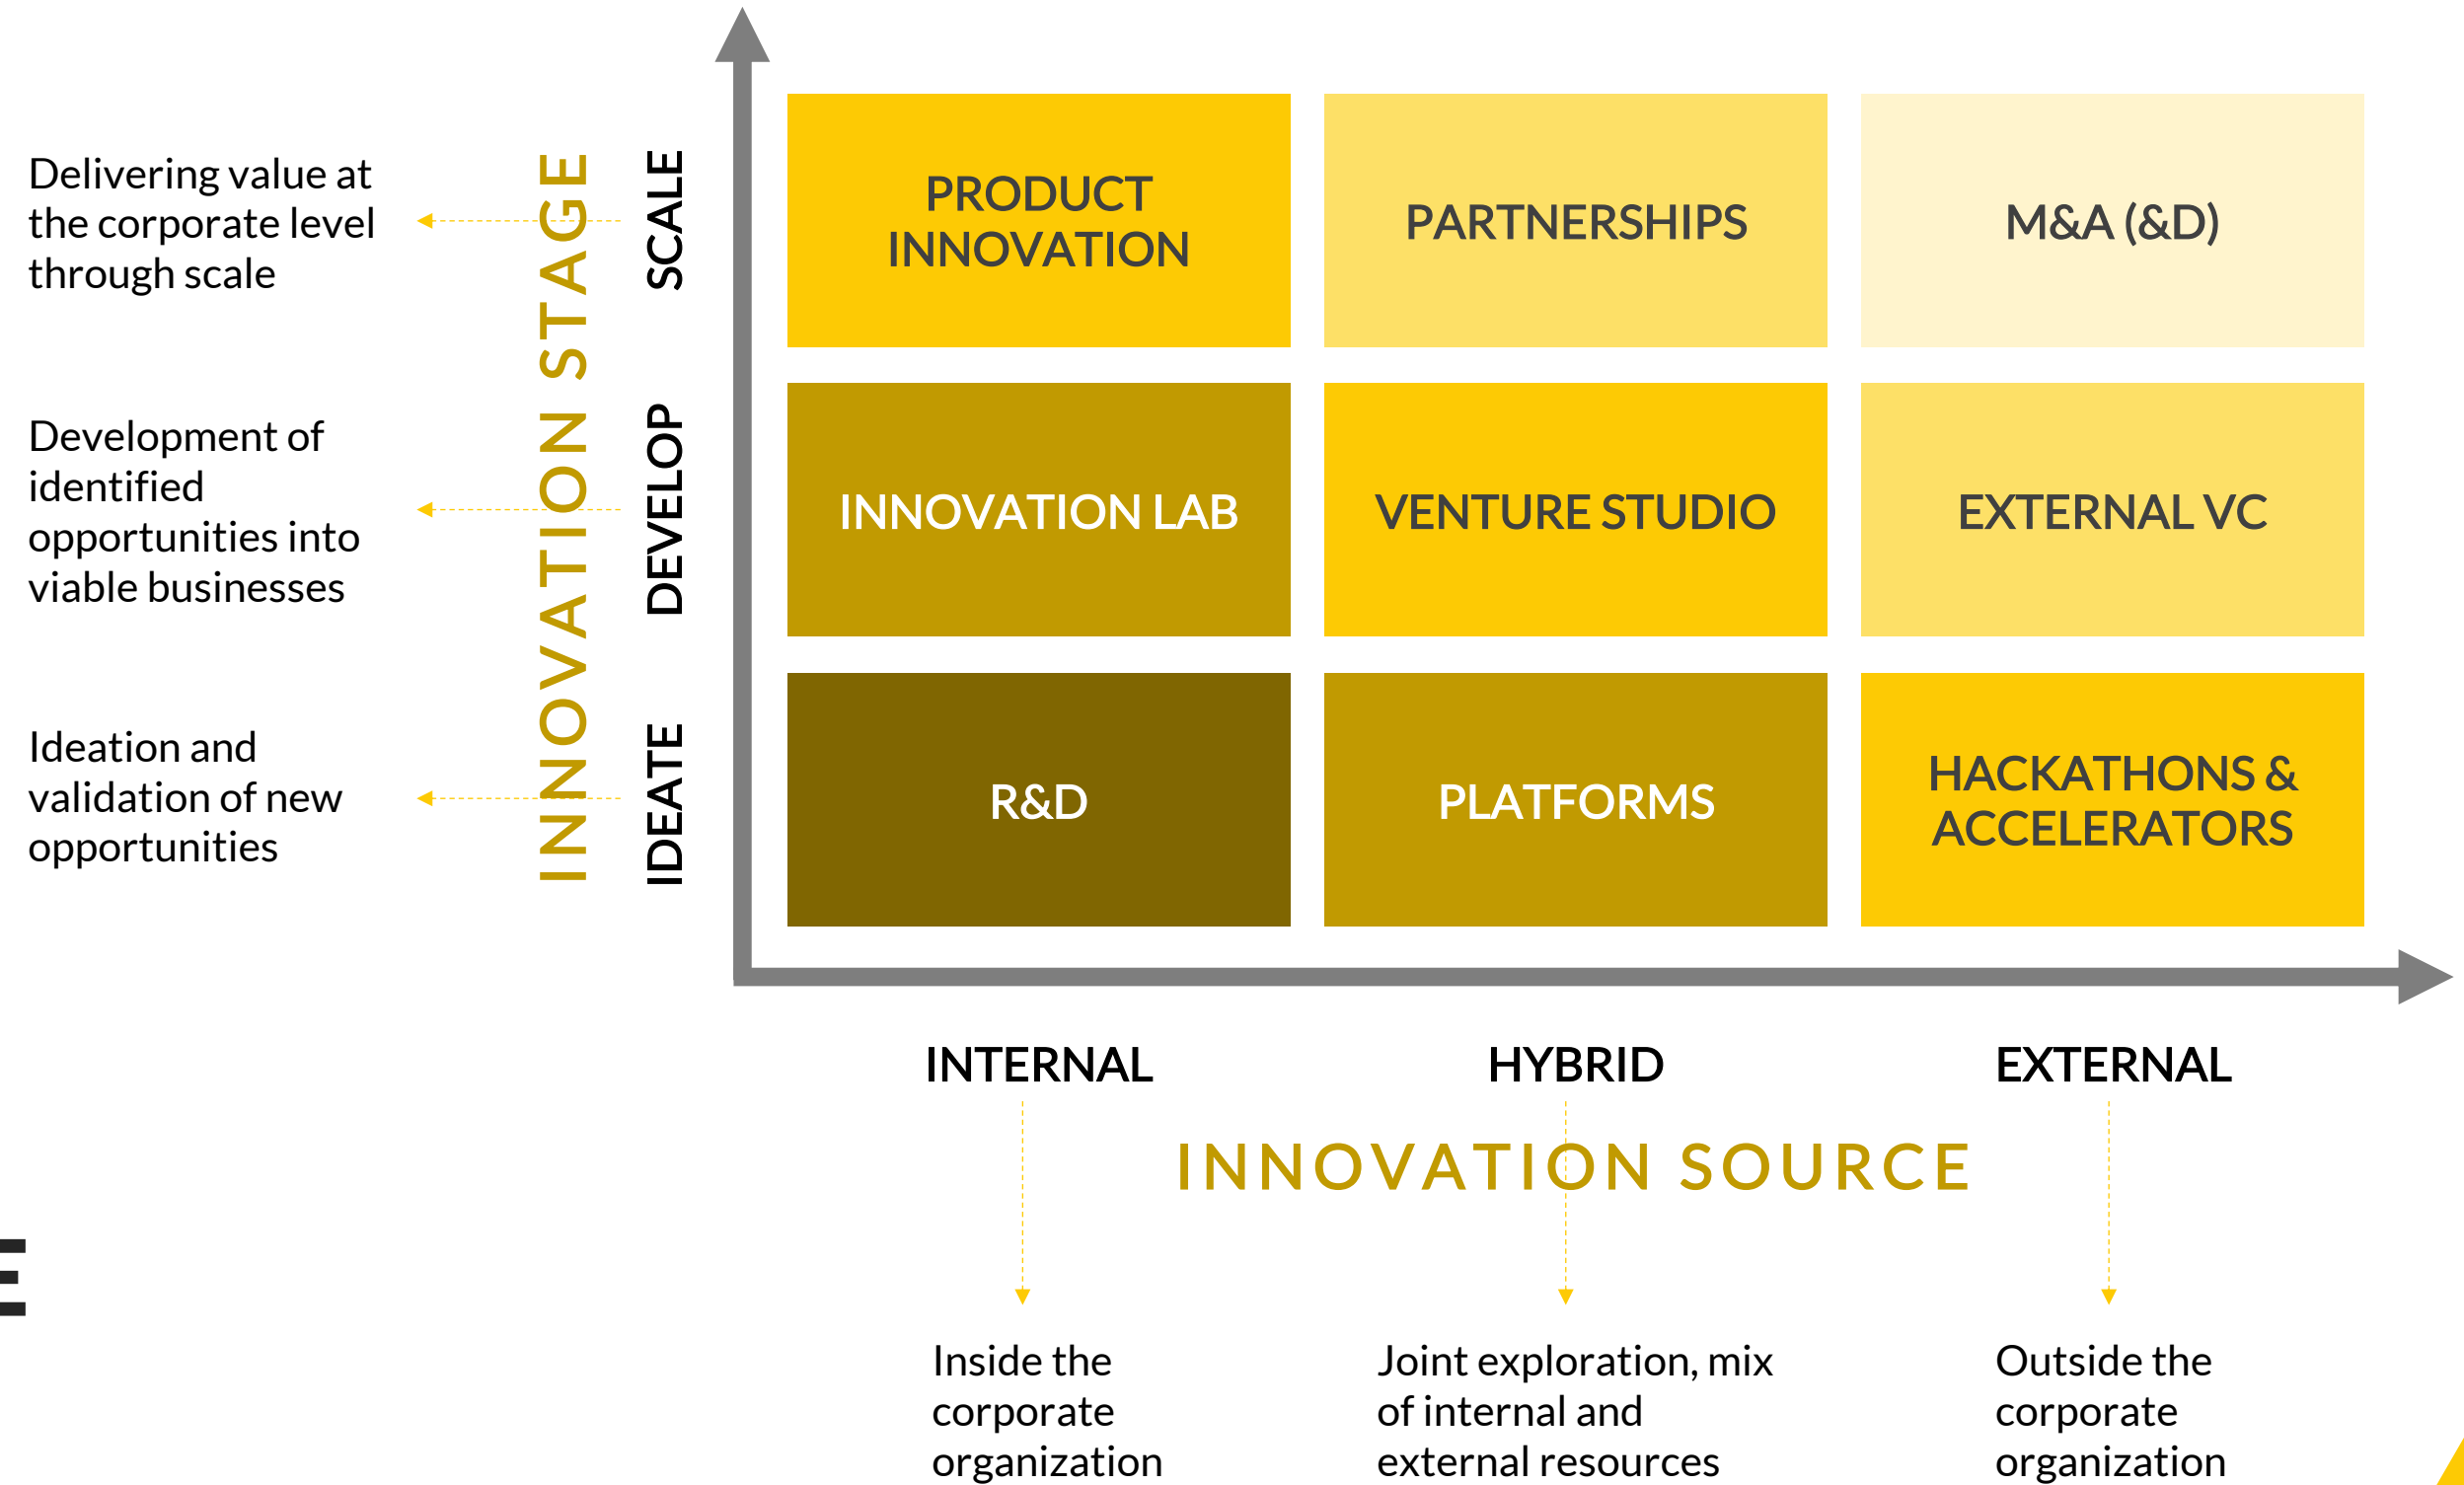 Delivering value at
the corporate level
through scale
Development of
identified
opportunities into
viable businesses
Ideation and
validation of new
opportunities
INNOVATION STAGE
SCALE
DEVELOP
IDEATE
PRODUCT
INNOVATION
PARTNERSHIPS
M&A (&D)
INNOVATION LAB
VENTURE STUDIO
EXTERNAL VC
R&D
PLATFORMS
HACKATHONS &
ACCELERATORS
INTERNAL
HYBRID
EXTERNAL
INNOVATION SOURCE
Inside the
corporate
organization
Joint exploration, mix
of internal and
external resources
Outside the
corporate
organization